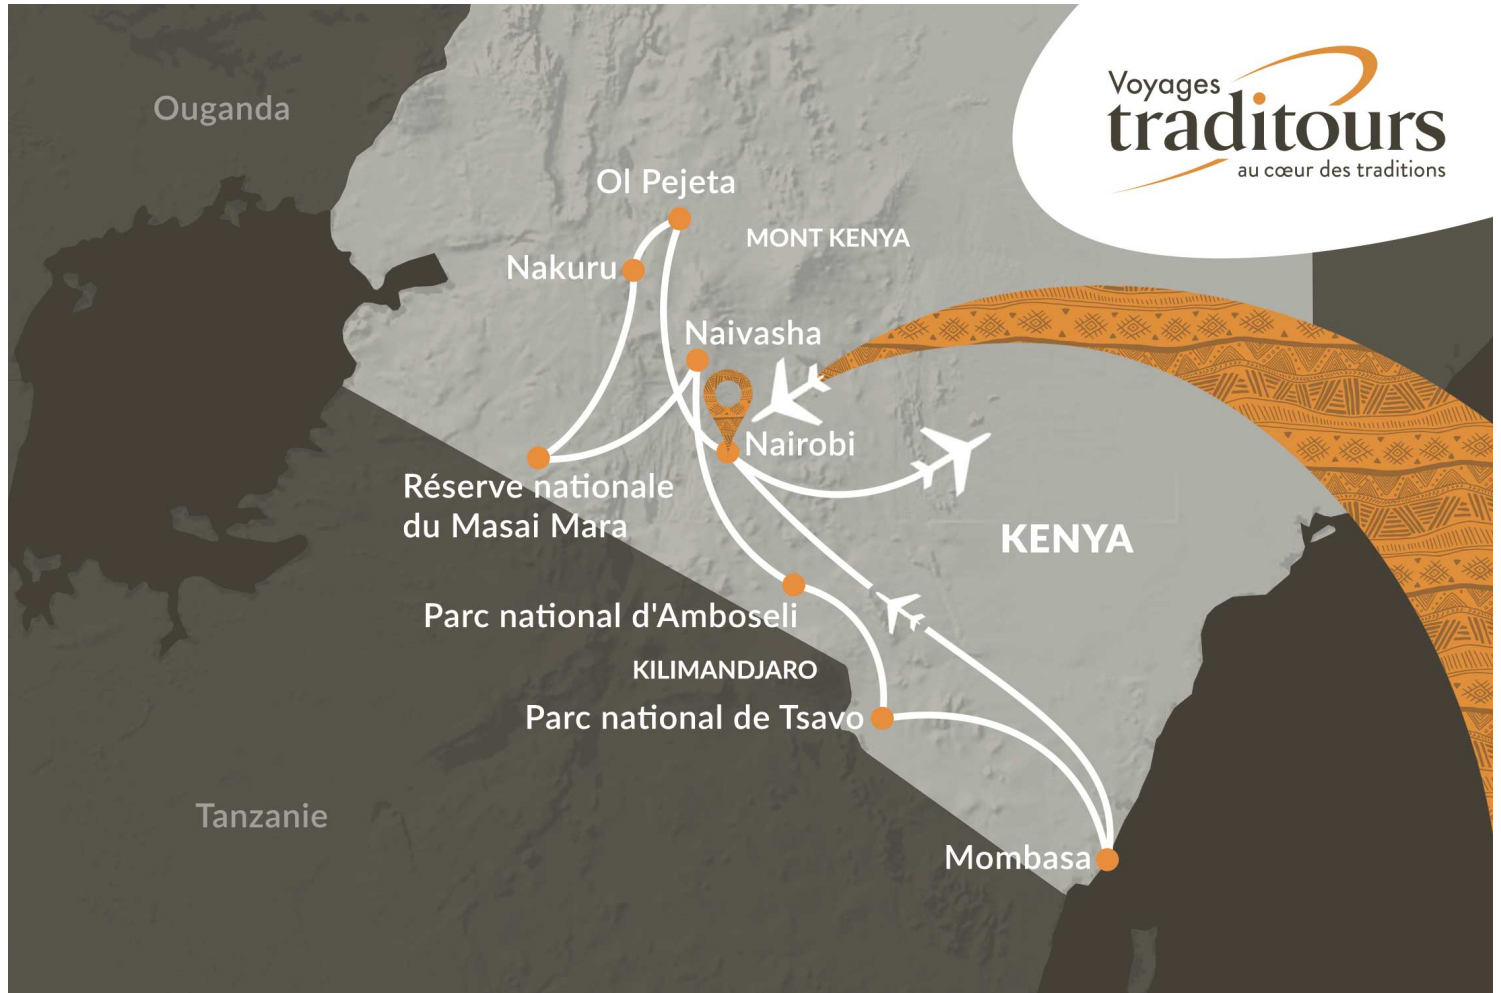 Voyages
traditours
au cœur des traditions
Ouganda
Ol Pejeta
MONT KENYA
Nakuru
Naivasha
Nairobi
Réserve nationale
du Masai Mara
KENYA
Parc national d'Amboseli
KILIMANDJARO
Parc national de Tsavo
Tanzanie
Mombasa